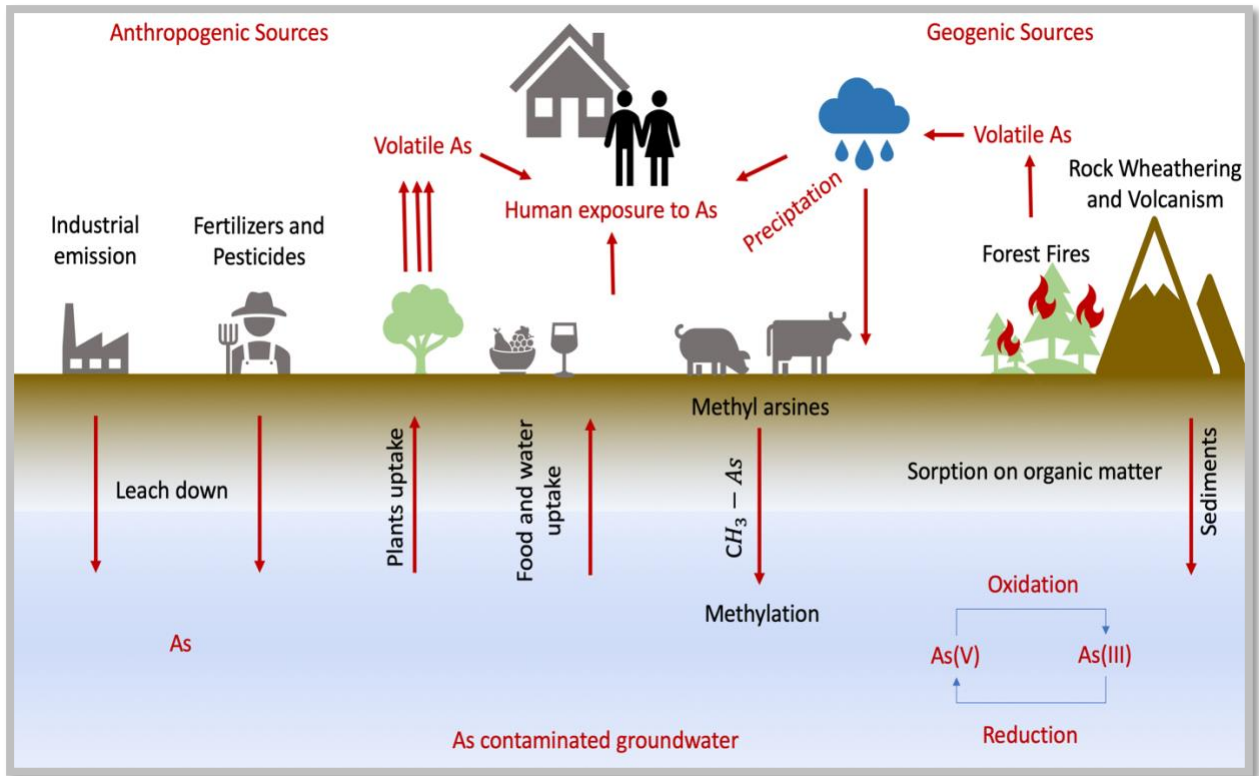 Anthropogenic Sources
Geogenic Sources
Volatile As
Volatile As
Rock Wheathering
and Volcanism
Human exposure to As
Preciptation
Industrial
emission
Fertilizers and
Pesticides
Forest Fires
Methyl arsines
Leach down
Plants uptake
Food and water
uptake
CH₃ − As
Sorption on organic matter
Sediments
Methylation
Oxidation
As
As(V)
As(III)
Reduction
As contaminated groundwater